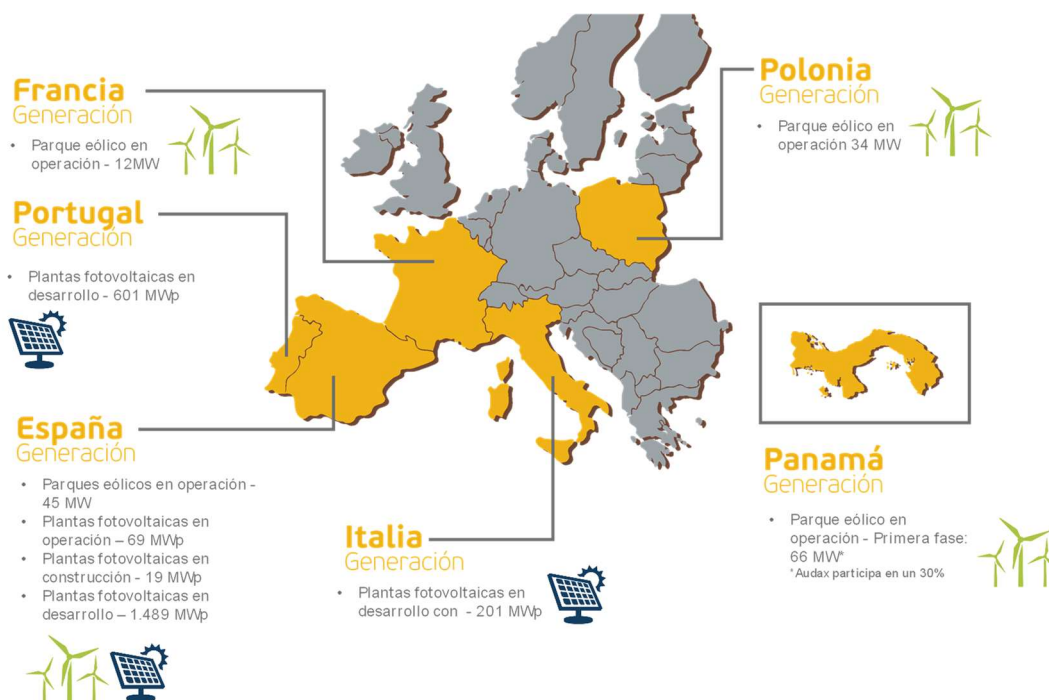 Francia
Generación
• Parque eólico en
operación - 12MW
Portugal
Generación
• Plantas fotovoltaicas en
desarrollo - 601 MWp
España
Generación
• Parques eólicos en operación -
45 MW
• Plantas fotovoltaicas en
operación – 69 MWp
• Plantas fotovoltaicas en
construcción - 19 MWp
• Plantas fotovoltaicas en
desarrollo – 1.489 MWp
Italia
Generación
• Plantas fotovoltaicas en
desarrollo con - 201 MWp
Polonia
Generación
• Parque eólico en
operación 34 MW
Panamá
Generación
• Parque eólico en
operación - Primera fase:
66 MW*
*Audax participa en un 30%